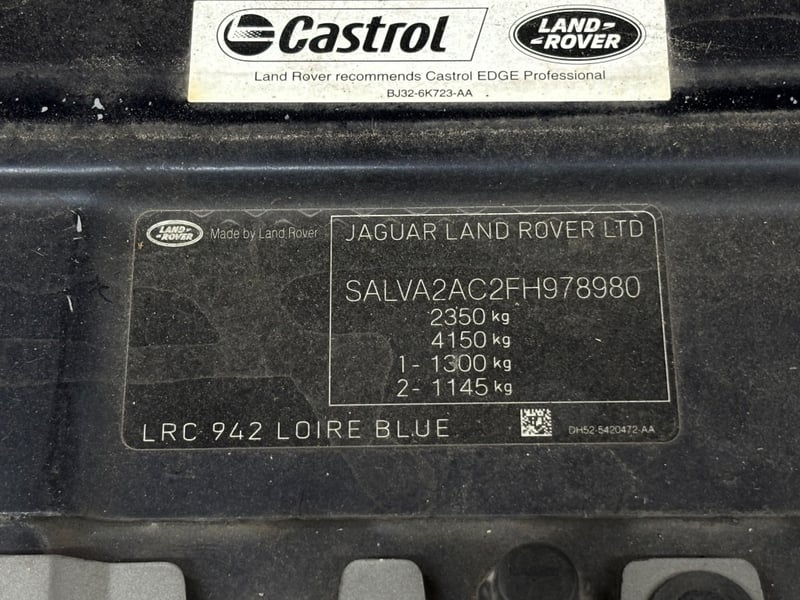 Castrol
LAND-
-ROVER
Land Rover recommends Castrol EDGE Professional
BJ32-6K723-AA
LAND-
-ROVER
Made by Land Rover
JAGUAR LAND ROVER LTD
SALVA2AC2FH978980
2350 kg
4150 kg
1- 1300 kg
2- 1145 kg
LRC 942 LOIRE BLUE
DH52-5420472-AA